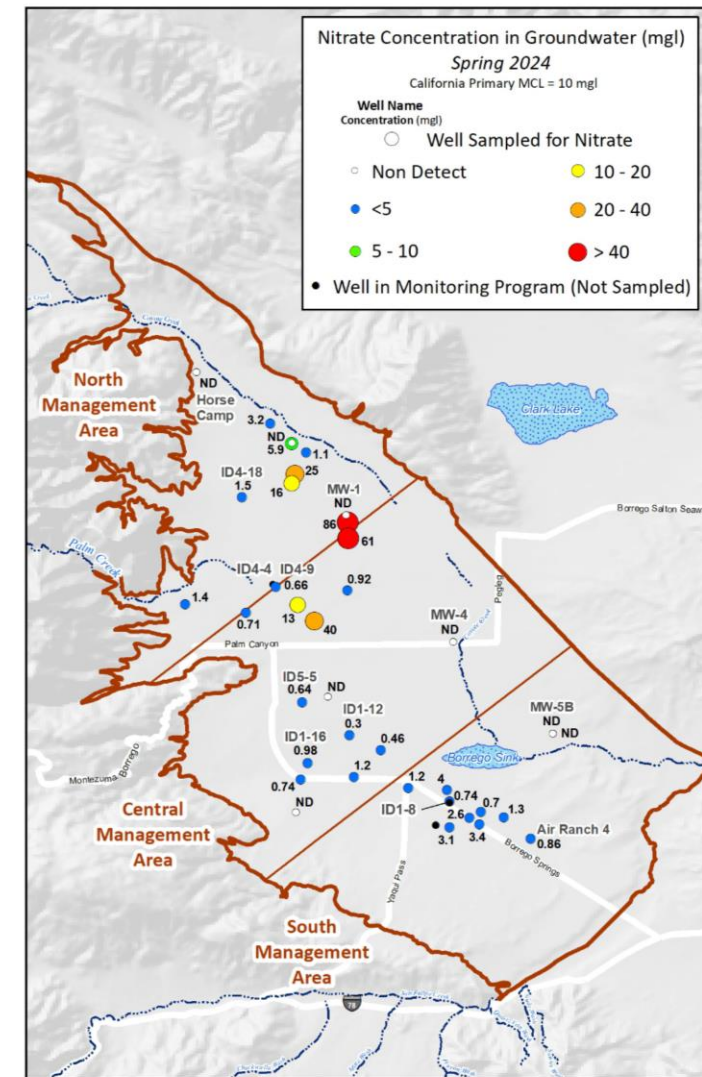 Nitrate Concentration in Groundwater (mgl)
Spring 2024
California Primary MCL = 10 mgl
Well Name
Concentration (mgl)
Well Sampled for Nitrate
Non Detect
10 - 20
<5
20 - 40
5 - 10
> 40
Well in Monitoring Program (Not Sampled)
North
Management
Area
ND
Horse
Camp
Clark Lake
3.2
ND
5.9
1.1
ID4-18
1.5
25
16
MW-1
ND
86
61
Borrego Salton Seaw
Pegleg
Palm Creek
ID4-4
ID4-9
0.66
0.92
1.4
0.71
13
40
MW-4
ND
Palm Canyon
ID5-5
0.64
ND
ID1-12
0.3
MW-5B
ND
ND
ID1-16
0.98
0.46
Borrego Sink
Montezuma-Borrego
0.74
1.2
1.2
4
0.74
ID1-8
0.7
2.6
1.3
ND
Central
Management
Area
3.1
3.4
Air Ranch 4
0.86
Borrego Springs
Yaqui Pass
South
Management
Area
78